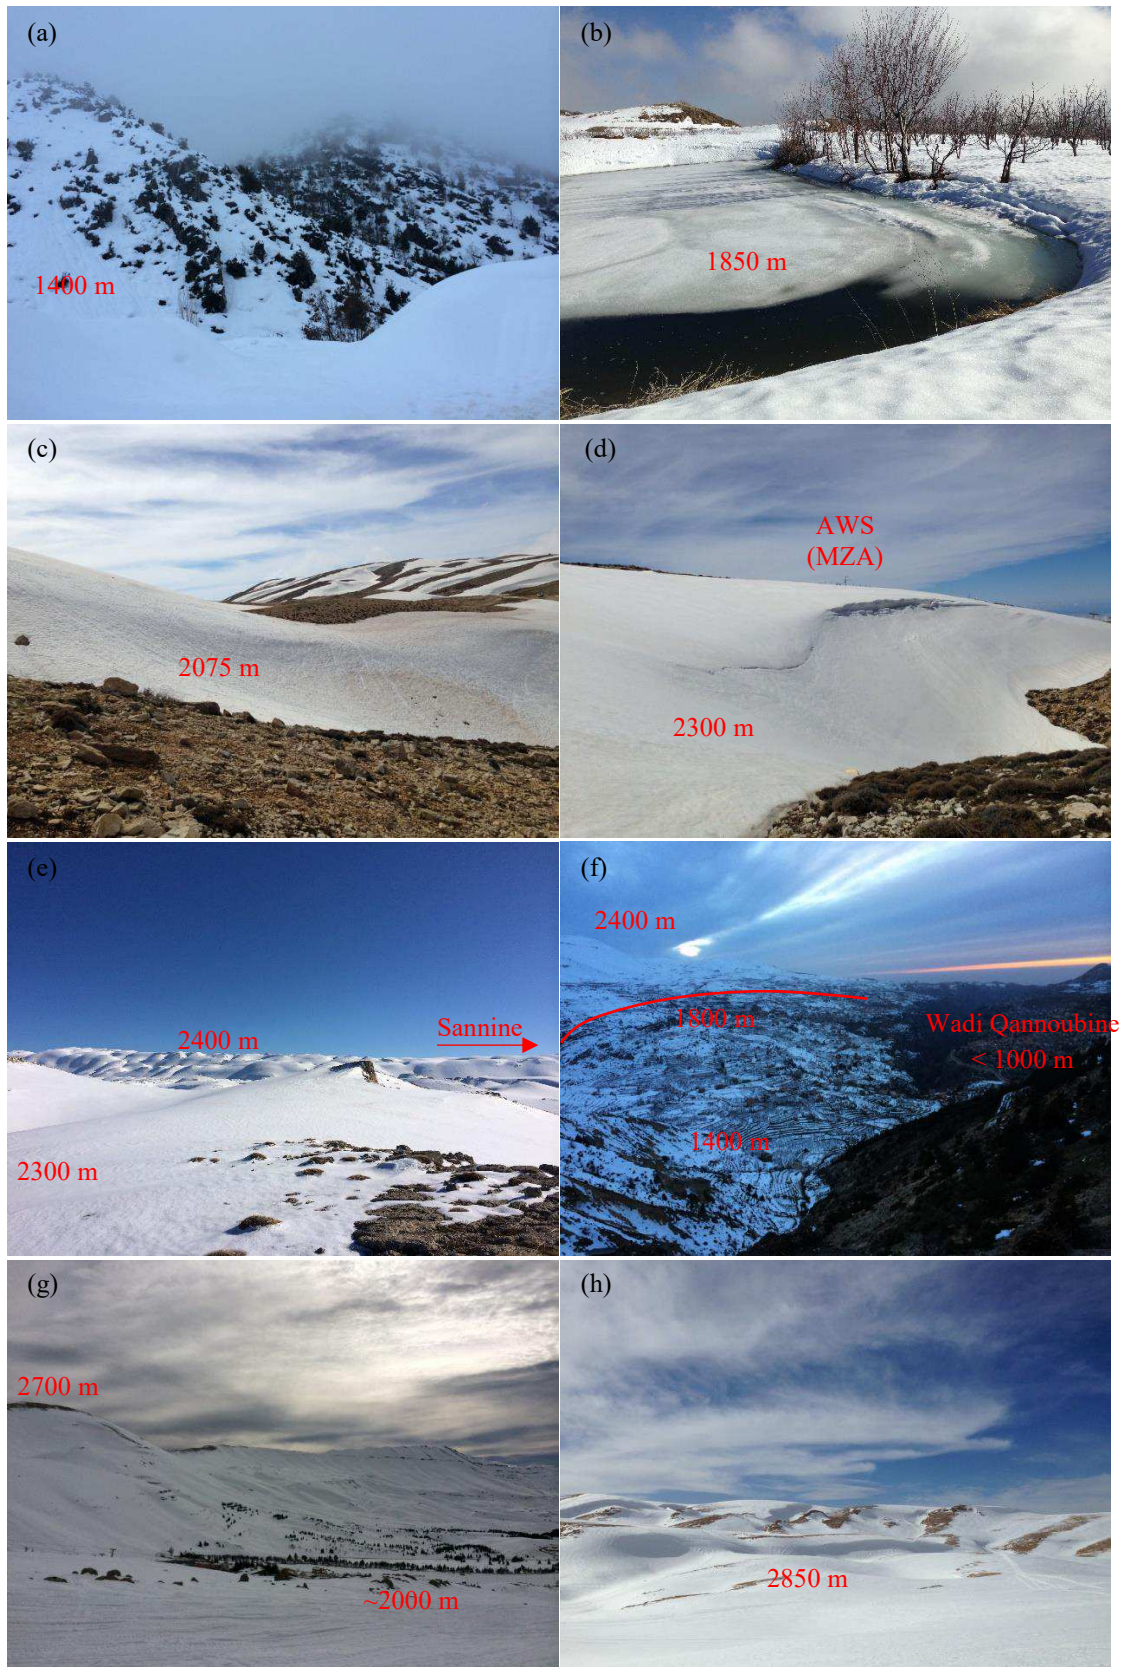 (a)
1400 m
(b)
1850 m
(c)
2075 m
(d)
AWS
(MZA)
2300 m
(e)
2400 m
Sannine
2300 m
(f)
2400 m
1800 m
Wadi Qannoubine
< 1000 m
1400 m
(g)
2700 m
~2000 m
(h)
2850 m